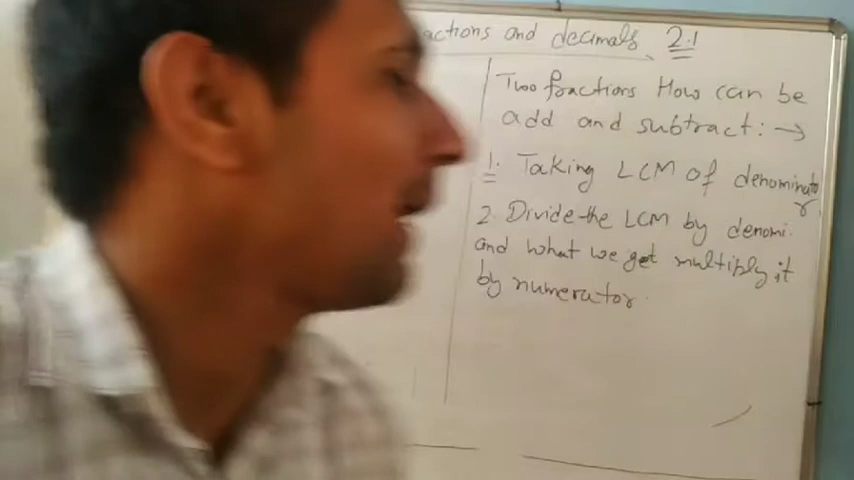 actions and decimals 2.1
Two fractions How can be
add and subtract: →
1. Taking LCM of denominator
2. Divide the LCM by denomi.
and what we get multiply it
by numerator.